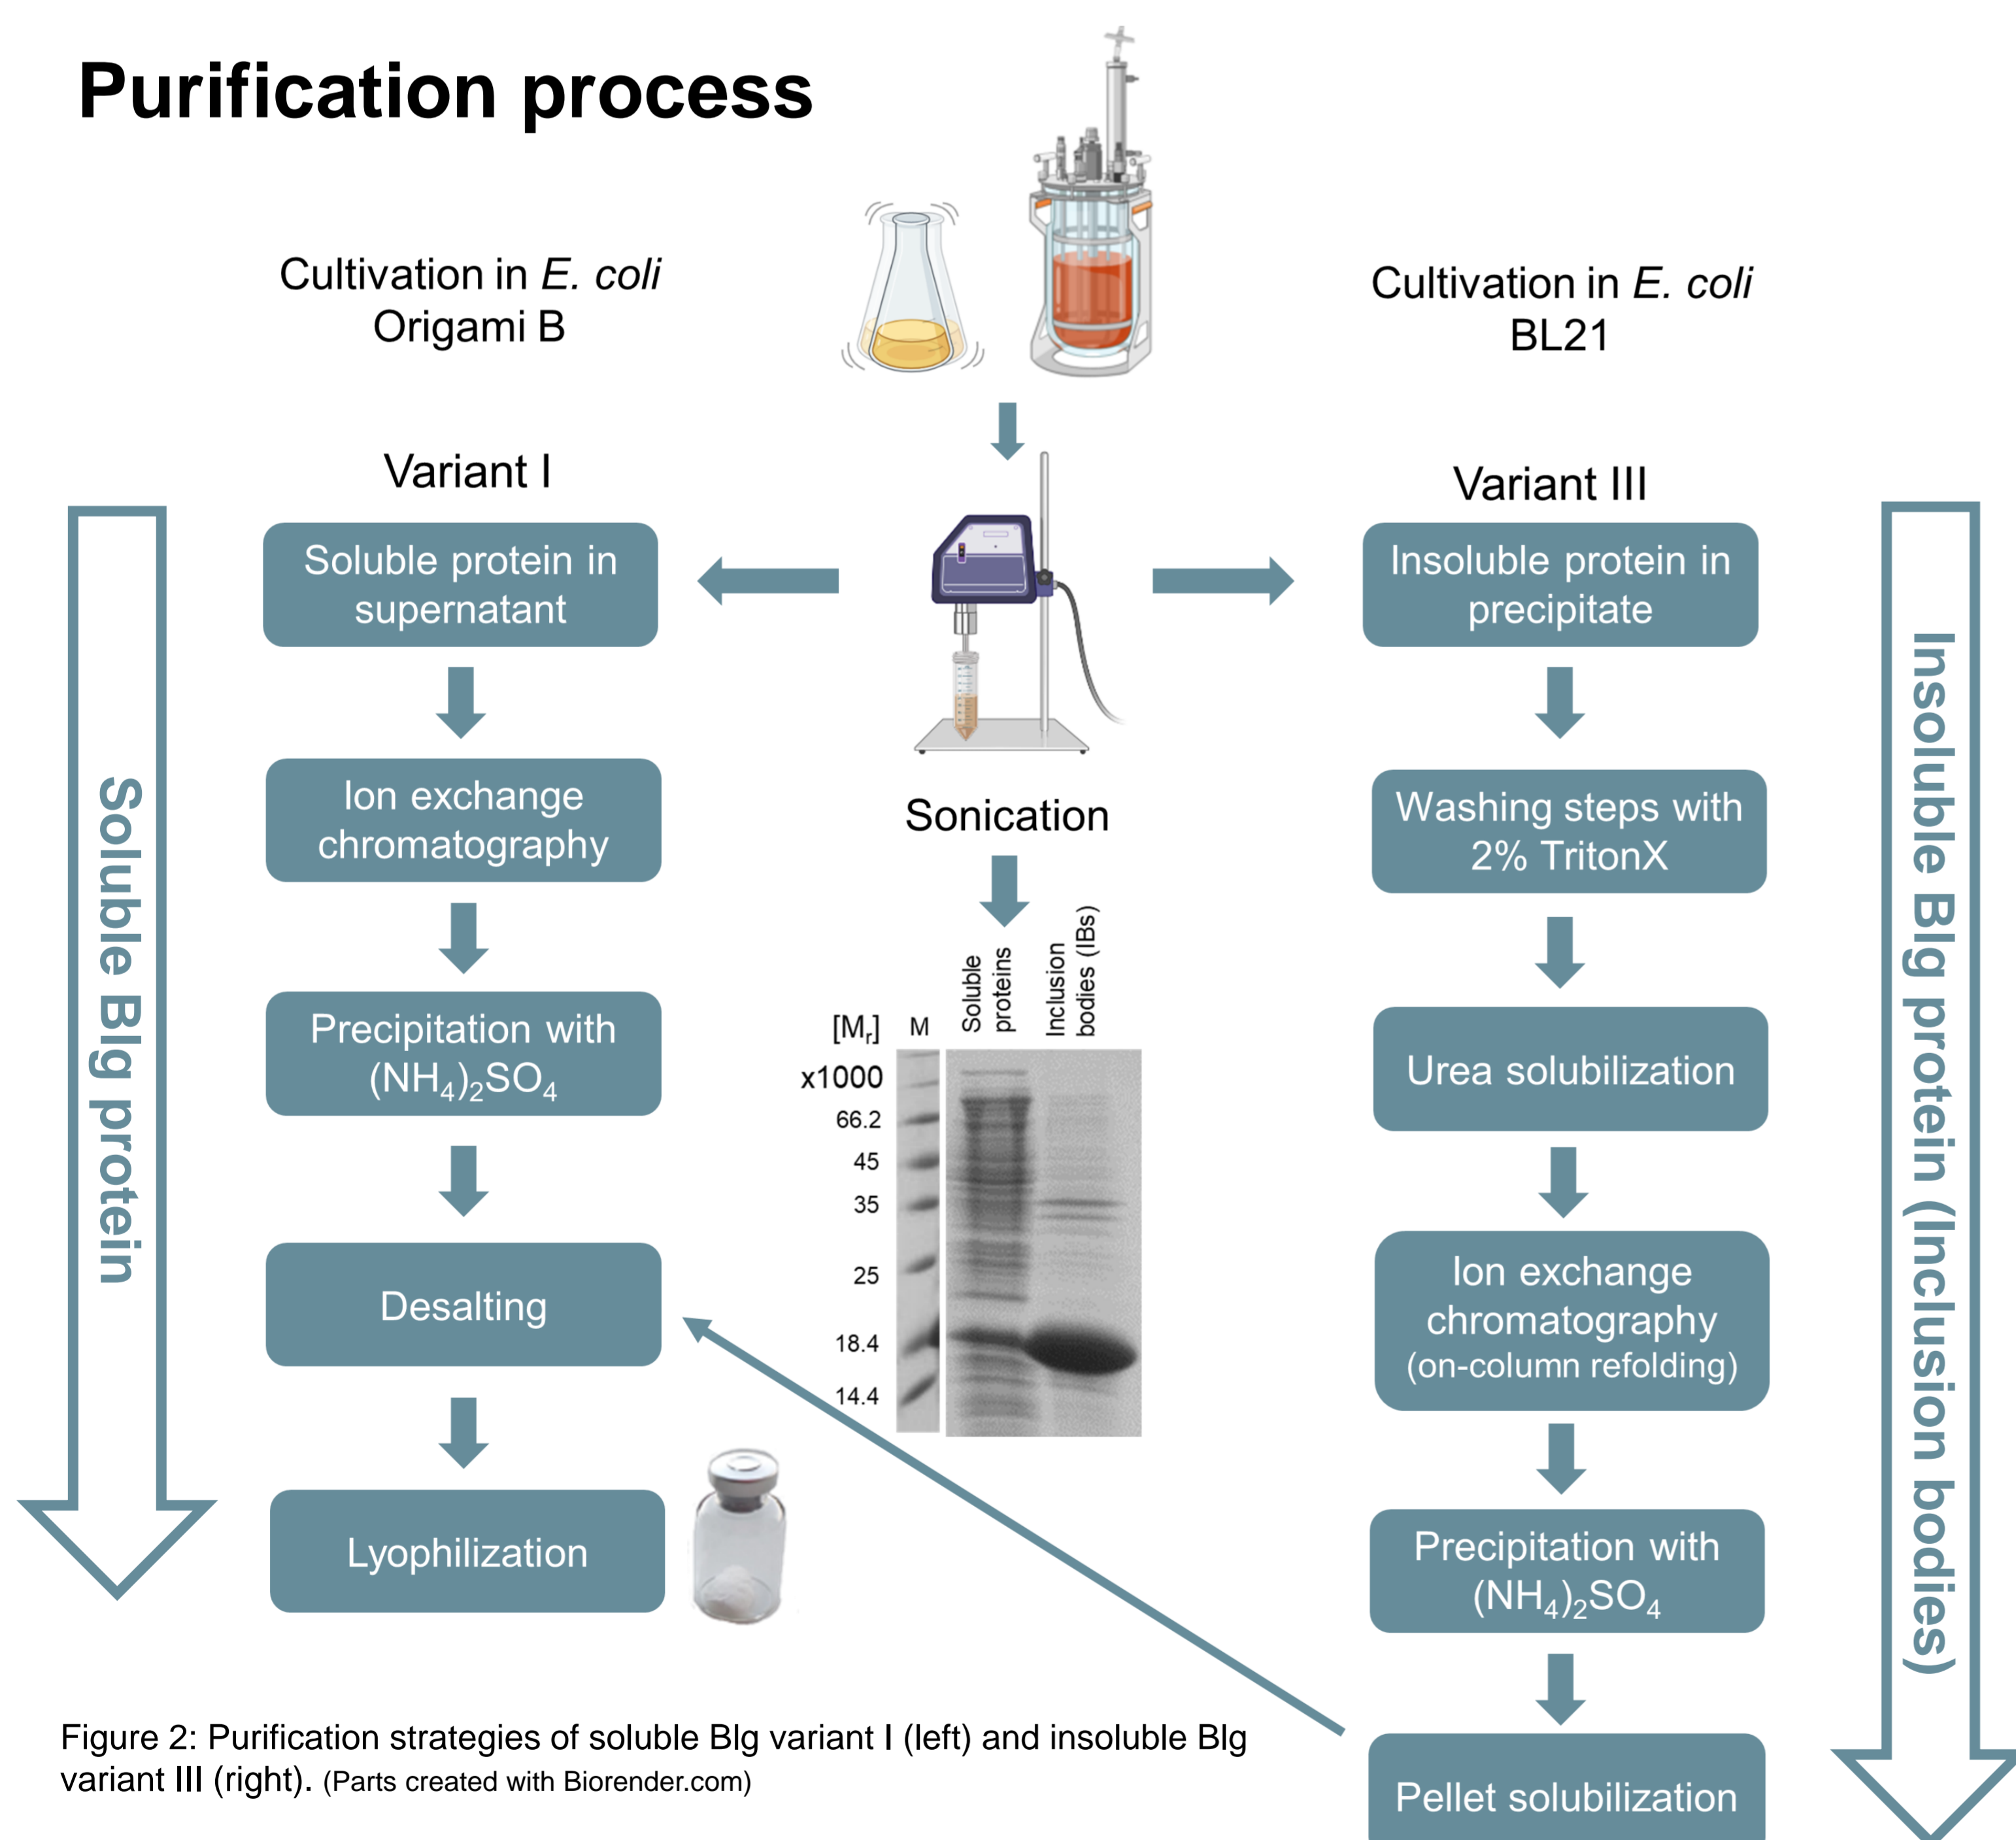 Purification process
Cultivation in E. coli
Origami B
Cultivation in E. coli
BL21
Variant I
Soluble protein in
supernatant
Ion exchange
chromatography
Precipitation with
(NH₄)₂SO₄
Desalting
Lyophilization
Soluble Blg protein
Sonication
Soluble
proteins
Inclusion
bodies (IBs)
[Mᵣ] M
x1000
66.2
45
35
25
18.4
14.4
Variant III
Insoluble protein in
precipitate
Washing steps with
2% TritonX
Urea solubilization
Ion exchange
chromatography
(on-column refolding)
Precipitation with
(NH₄)₂SO₄
Pellet solubilization
Insoluble Blg protein (Inclusion bodies)
Figure 2: Purification strategies of soluble Blg variant I (left) and insoluble Blg
variant III (right). (Parts created with Biorender.com)